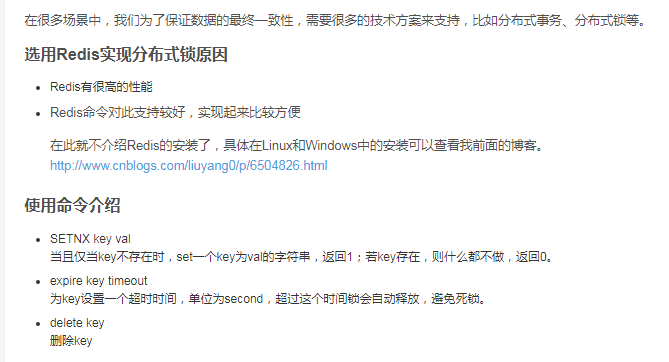 在很多场景中，我们为了保证数据的最终一致性，需要很多的技术方案来支持，比如分布式事务、分布式锁等。
选用Redis实现分布式锁原因
Redis有很高的性能
Redis命令对此支持较好，实现起来比较方便
在此就不介绍Redis的安装了，具体在Linux和Windows中的安装可以查看我前面的博客。
http://www.cnblogs.com/liuyang0/p/6504826.html
使用命令介绍
SETNX key val
当且仅当key不存在时，set一个key为val的字符串，返回1；若key存在，则什么都不做，返回0。
expire key timeout
为key设置一个超时时间，单位为second，超过这个时间锁会自动释放，避免死锁。
delete key
删除key